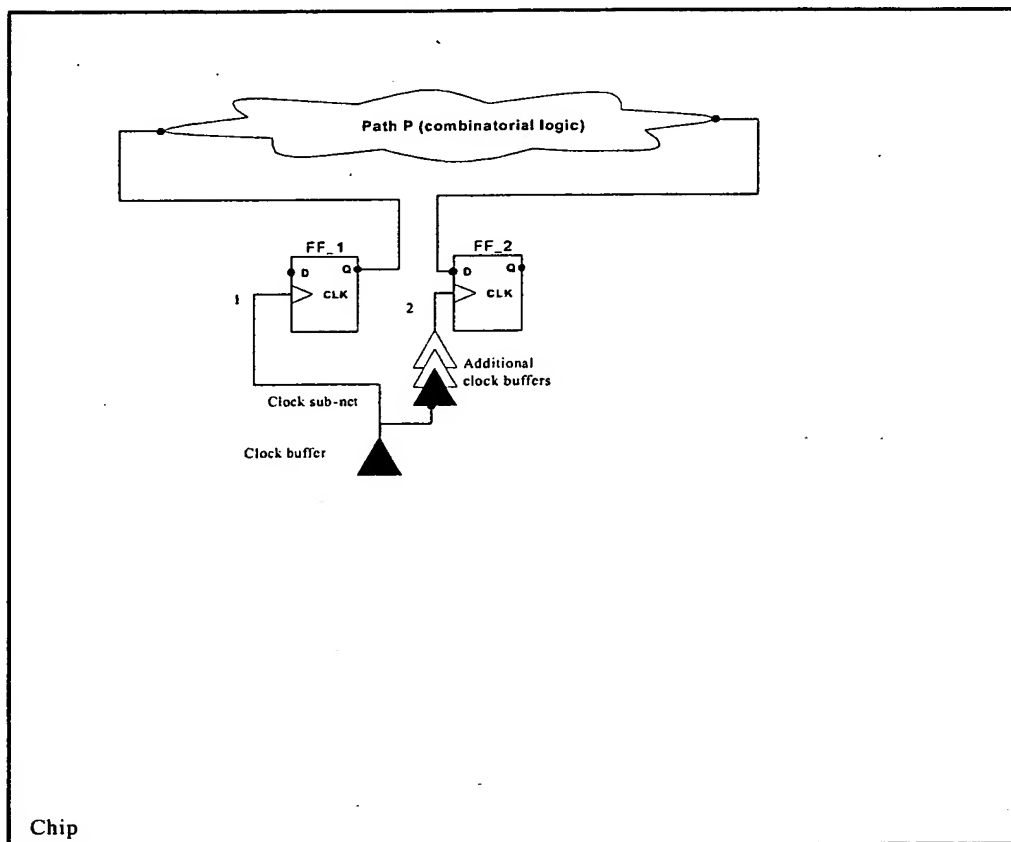 Path P (combinatorial logic)
FF_1
FF_2
D Q
D Q
1
CLK
2
CLK
Additional
clock buffers
Clock sub-net
Clock buffer
Chip